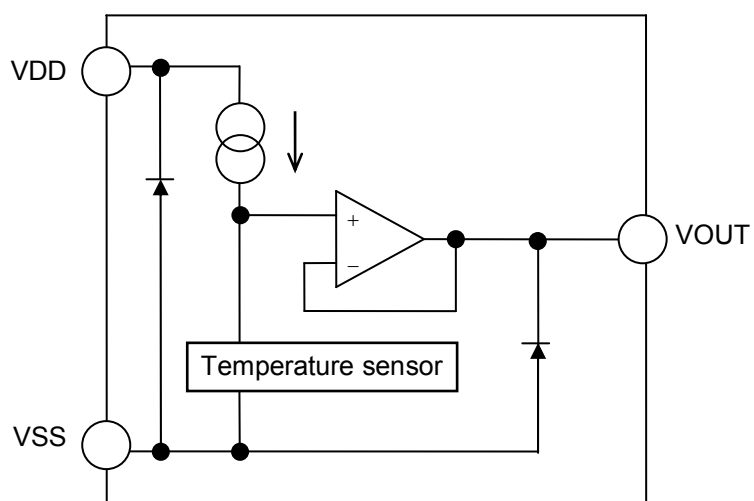 VDD
+
−
VOUT
Temperature sensor
VSS